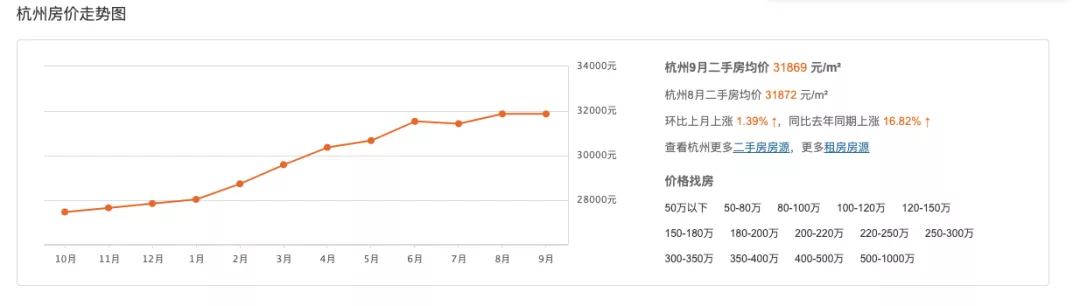 杭州房价走势图
34000元
32000元
30000元
28000元
10月 11月 12月 1月 2月 3月 4月 5月 6月 7月 8月 9月
杭州9月二手房均价 31869 元/m²
杭州8月二手房均价 31872 元/m²
环比上月上涨 1.39% ↑，同比去年同期上涨 16.82% ↑
查看杭州更多二手房房源，更多租房房源
价格找房
50万以下 50-80万 80-100万 100-120万 120-150万
150-180万 180-200万 200-220万 220-250万 250-300万
300-350万 350-400万 400-500万 500-1000万